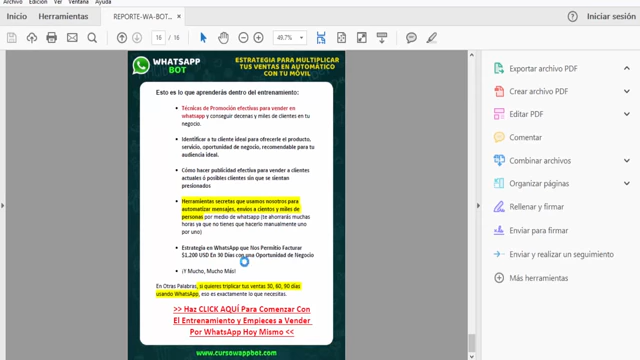 Archivo Edición Ver Ventana Ayuda
Inicio Herramientas REPORTE-WA-BOT... × Iniciar sesión
16 / 16 49,7%
WHATSAPP
BOT
ESTRATEGIA PARA MULTIPLICAR
TUS VENTAS EN AUTOMÁTICO
CON TU MÓVIL
Esto es lo que aprenderás dentro del entrenamiento:
• Técnicas de Promoción efectivas para vender en
whatsapp y conseguir decenas y miles de clientes en tu
negocio.
• Identificar a tu cliente ideal para ofrecerle el producto,
servicio, oportunidad de negocio, recomendable para tu
audiencia ideal.
• Cómo hacer publicidad efectiva para vender a clientes
actuales ó posibles clientes sin que se sientan
presionados
• Herramientas secretas que usamos nosotros para
automatizar mensajes, envíos a cientos y miles de
personas por medio de whatsapp (te ahorrarás muchas
horas ya que no tienes que hacerlo manualmente uno
por uno)
• Estrategia en WhatsApp que Nos Permitio Facturar
$1,200 USD En 30 Días con una Oportunidad de Negocio
• ¡Y Mucho, Mucho Más!
En Otras Palabras, si quieres triplicar tus ventas 30, 60, 90 días
usando WhatsApp, eso es exactamente lo que necesitas.
>> Haz CLICK AQUÍ Para Comenzar Con
El Entrenamiento y Empieces a Vender
Por WhatsApp Hoy Mismo <<
www.cursowappbot.com
Exportar archivo PDF
Crear archivo PDF
Editar PDF
Comentar
Combinar archivos
Organizar páginas
Rellenar y firmar
Enviar para firmar
Enviar y realizar un seguimiento
Más herramientas